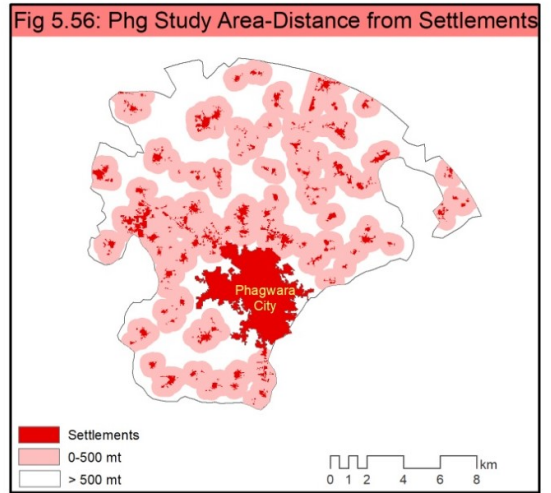 Fig 5.56: Phg Study Area-Distance from Settlements
Phagwara
City
Settlements
0-500 mt
> 500 mt
km
0 1 2 4 6 8